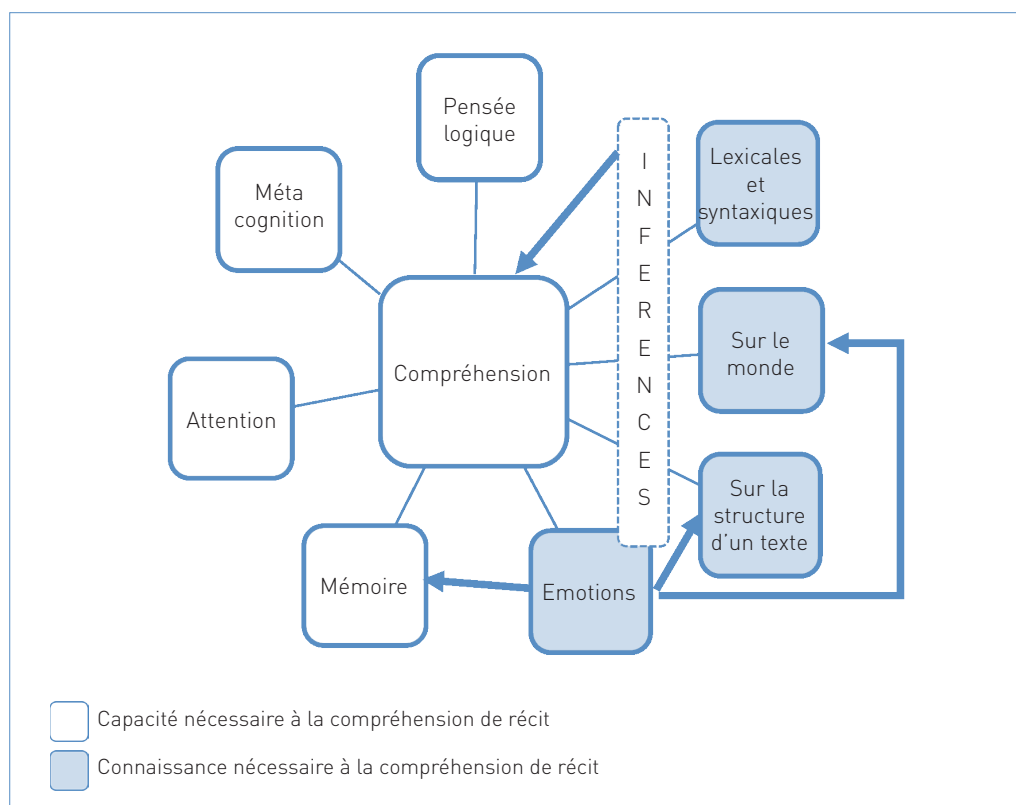 Pensée
logique
Méta
cognition
Attention
Mémoire
Compréhension
I
N
F
E
R
E
N
C
E
S
Lexicales
et
syntaxiques
Sur le
monde
Sur la
structure
d'un texte
Emotions
Capacité nécessaire à la compréhension de récit
Connaissance nécessaire à la compréhension de récit